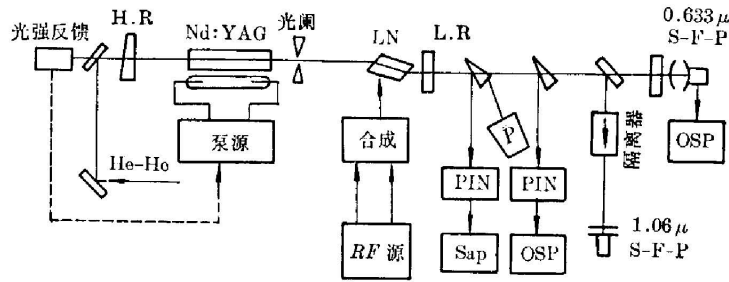 光强反馈
H.R
Nd:YAG
光阑
LN
L.R
0.633μ
S-F-P
泵源
合成
P
隔离器
OSP
He-Ho
PIN
PIN
RF 源
Sap
OSP
1.06μ
S-F-P